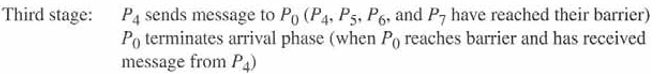 Third stage: P4 sends message to P0 (P4, P5, P6, and P7 have reached their barrier)
P0 terminates arrival phase (when P0 reaches barrier and has received
message from P4)